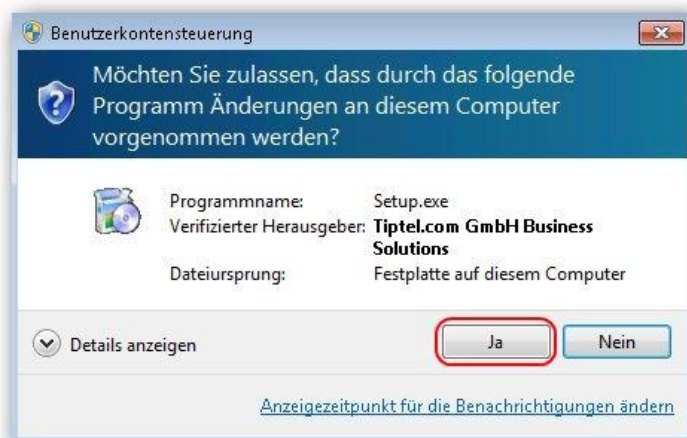 Benutzerkontensteuerung
Möchten Sie zulassen, dass durch das folgende
Programm Änderungen an diesem Computer
vorgenommen werden?
Programmname: Setup.exe
Verifizierter Herausgeber: Tiptel.com GmbH Business
Solutions
Dateiursprung: Festplatte auf diesem Computer
Details anzeigen
Ja
Nein
Anzeigezeitpunkt für die Benachrichtigungen ändern